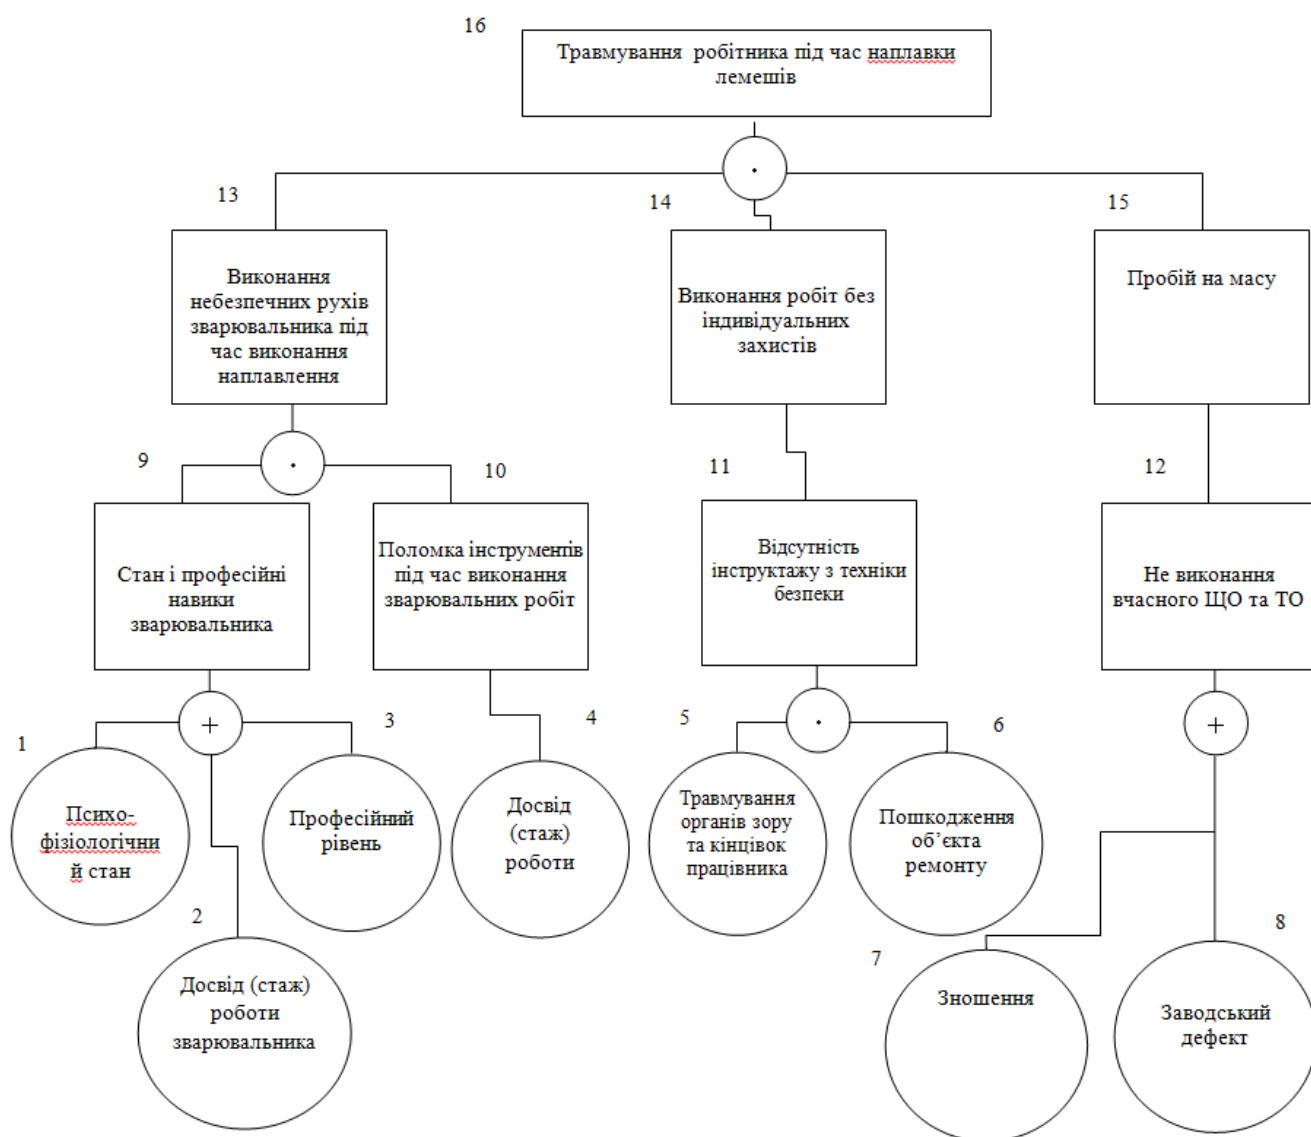 16
Травмування робітника під час наплавки
лемешів
.
13
14
15
Виконання
небезпечних рухів
зварювальника під
час виконання
наплавлення
Виконання робіт без
індивідуальних
захистів
Пробій на масу
9
.
10
11
12
Стан і професійні
навики
зварювальника
Поломка інструментів
під час виконання
зварювальних робіт
Відсутність
інструктажу з техніки
безпеки
Не виконання
вчасного ЩО та ТО
+
.
+
1
3
4
5
6
Психо-
фізіологічни
й стан
Професійний
рівень
Досвід
(стаж)
роботи
Травмування
органів зору
та кінцівок
працівника
Пошкодження
об’єкта
ремонту
2
7
8
Досвід (стаж)
роботи
зварювальника
Зношення
Заводський
дефект